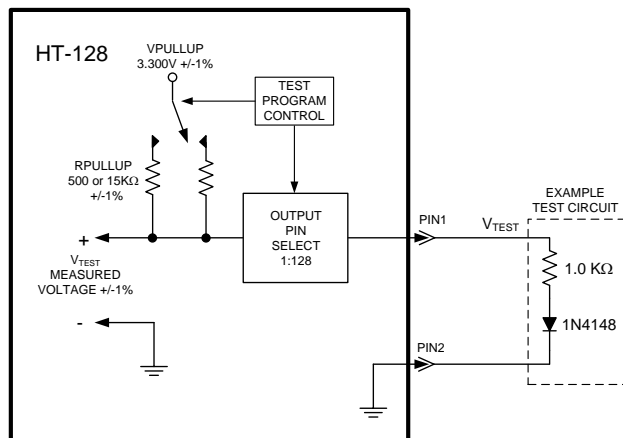 HT-128
VPULLUP
3.300V +/-1%
TEST
PROGRAM
CONTROL
RPULLUP
500 or 15KΩ
+/-1%
OUTPUT
PIN
SELECT
1:128
+
VTEST
MEASURED
VOLTAGE +/-1%
-
PIN1
VTEST
EXAMPLE
TEST CIRCUIT
1.0 KΩ
1N4148
PIN2